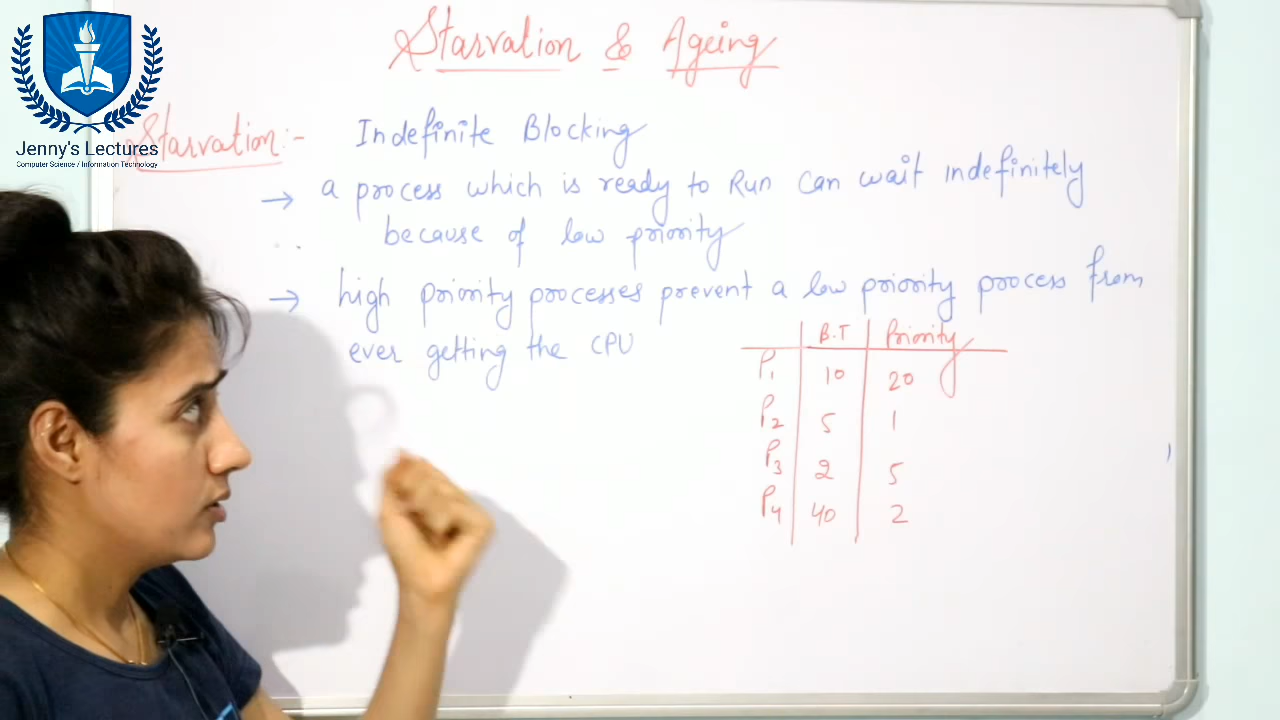 Starvation & Ageing
Jenny's Lectures
Computer Science / Information Technology
Starvation :- Indefinite Blocking
→ a process which is ready to Run can wait indefinitely
because of low priority
→ high priority processes prevent a low priority process from
ever getting the CPU
B.T Priority
P1 10 20
P2 5 1
P3 2 5
P4 40 2